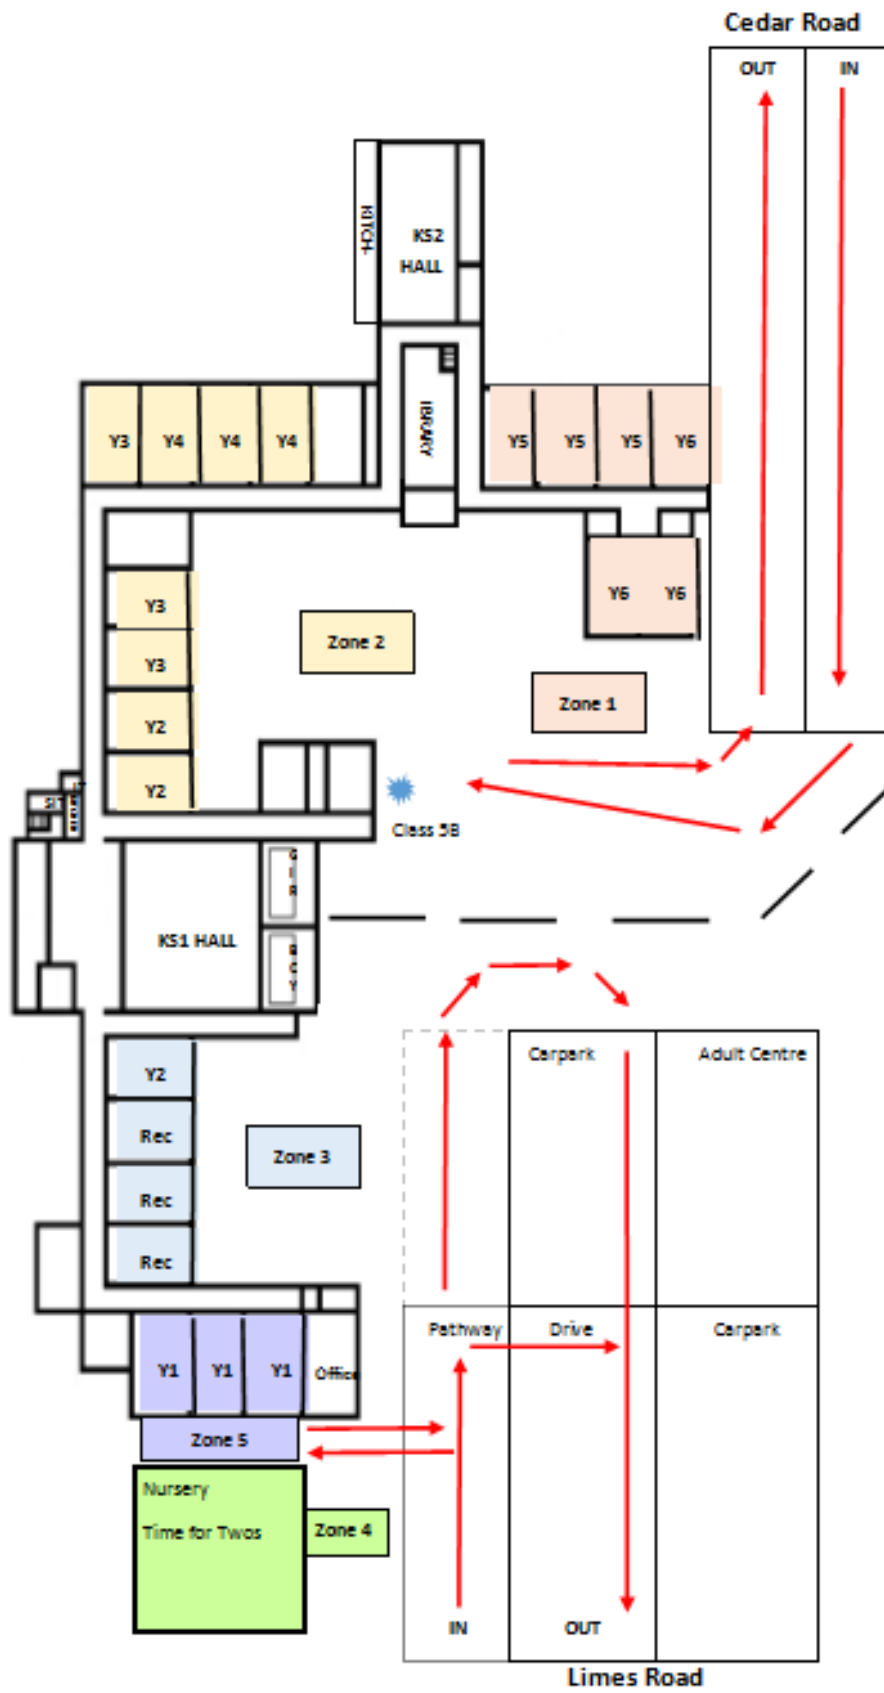 Cedar Road
OUT
IN
KITCH-
KS2
HALL
IBRARY
Y3
Y4
Y4
Y4
Y5
Y5
Y5
Y6
Y3
Y6
Y6
Zone 2
Y3
Zone 1
Y2
Y2
Class 5B
KS1 HALL
Y2
Carpark
Adult Centre
Rec
Zone 3
Rec
Rec
Pathway
Drive
Carpark
Y1
Y1
Y1
Office
Zone 5
Nursery
Time for Twos
Zone 4
IN
OUT
Limes Road